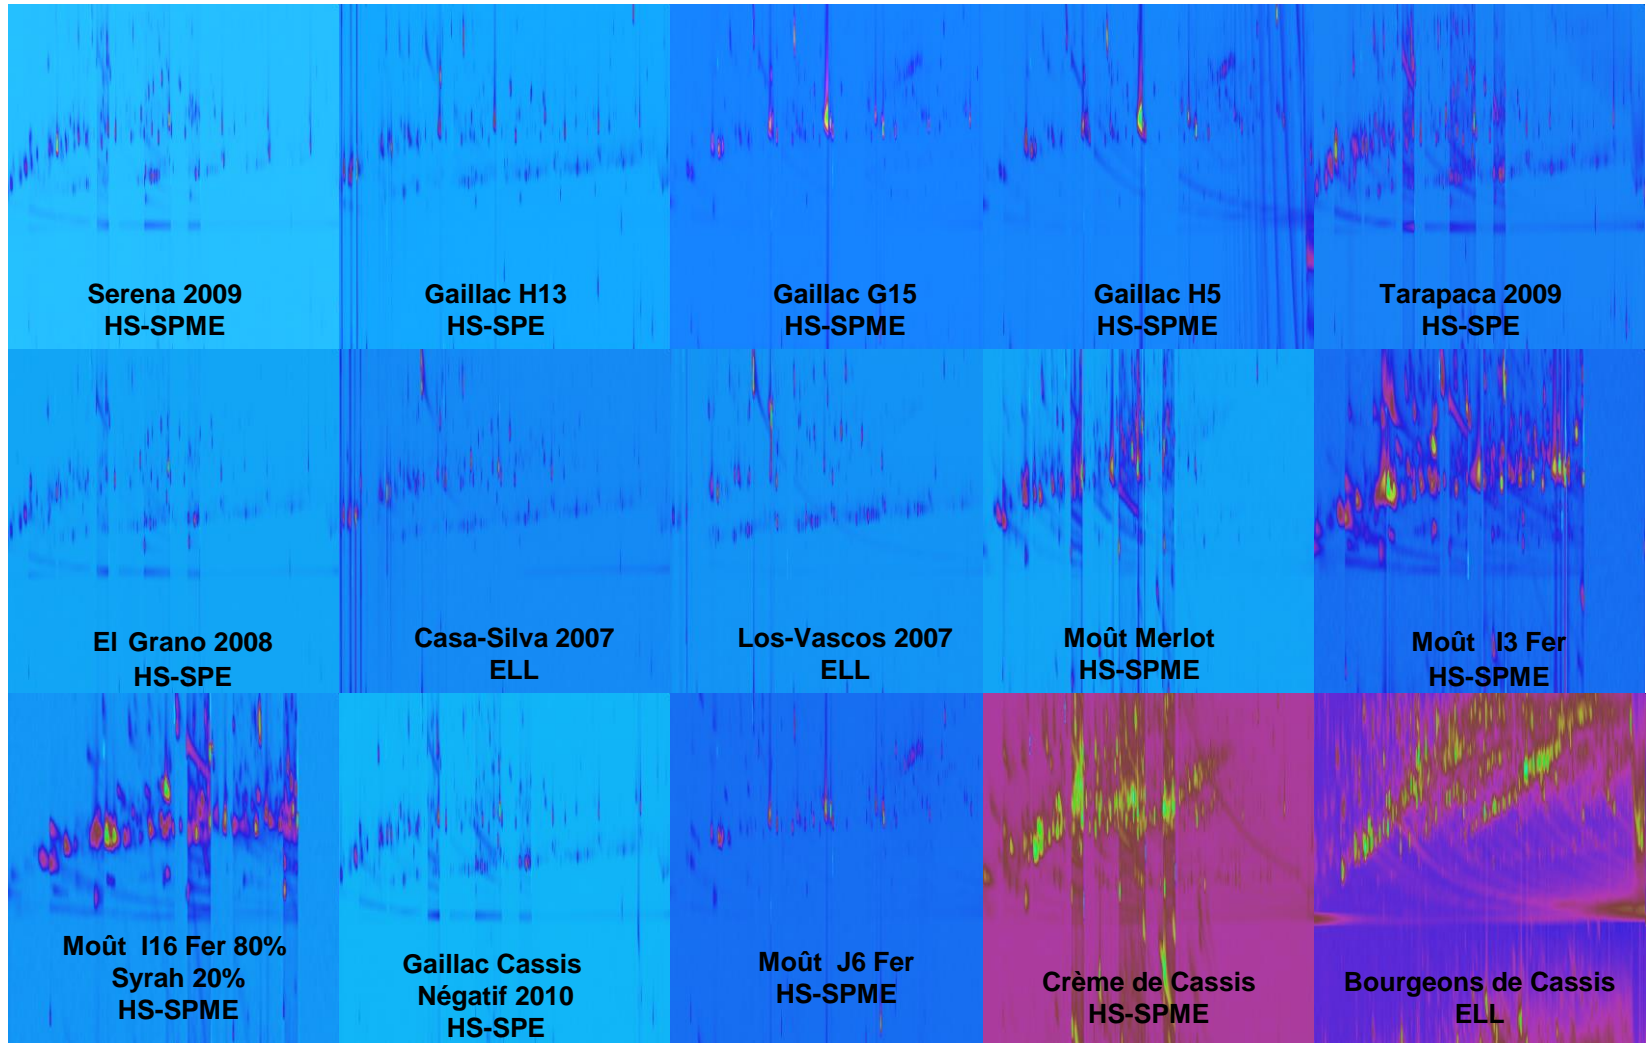 Serena 2009
HS-SPME
Gaillac H13
HS-SPE
Gaillac G15
HS-SPME
Gaillac H5
HS-SPME
Tarapaca 2009
HS-SPE
El Grano 2008
HS-SPE
Casa-Silva 2007
ELL
Los-Vascos 2007
ELL
Moût Merlot
HS-SPME
Moût I3 Fer
HS-SPME
Moût I16 Fer 80%
Syrah 20%
HS-SPME
Gaillac Cassis
Négatif 2010
HS-SPE
Moût J6 Fer
HS-SPME
Crème de Cassis
HS-SPME
Bourgeons de Cassis
ELL